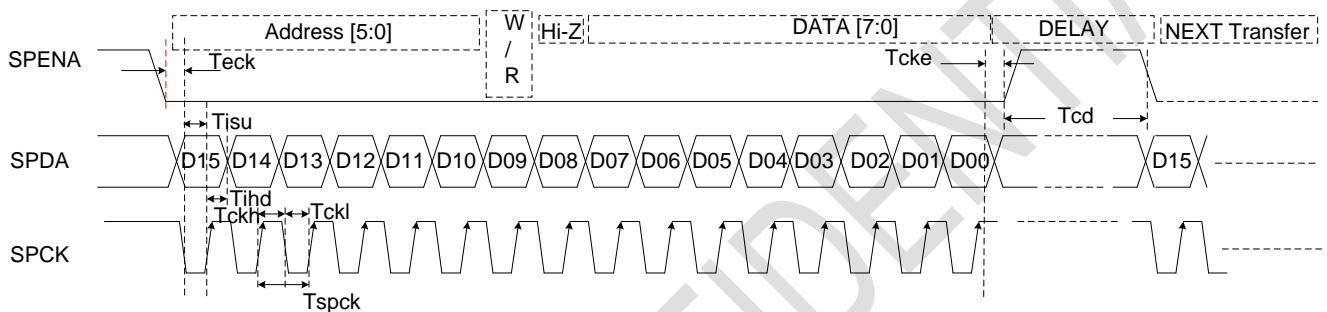 Address [5:0]
W
/
R
Hi-Z
DATA [7:0]
DELAY
NEXT Transfer
SPENA
Teck
Tcke
Tcd
Tisu
SPDA
D15
D14
D13
D12
D11
D10
D09
D08
D07
D06
D05
D04
D03
D02
D01
D00
D15
Tihd
Tckh
Tckl
SPCK
Tspck